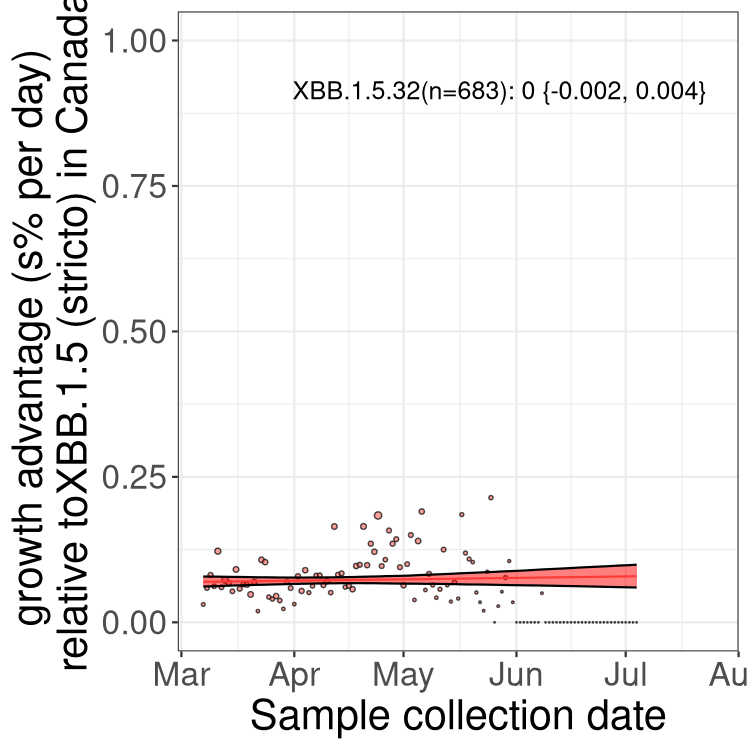 growth advantage (s% per day)
relative toXBB.1.5 (stricto) in Canada
1.00
0.75
0.50
0.25
0.00
XBB.1.5.32(n=683): 0 {-0.002, 0.004}
Mar Apr May Jun Jul Au
Sample collection date